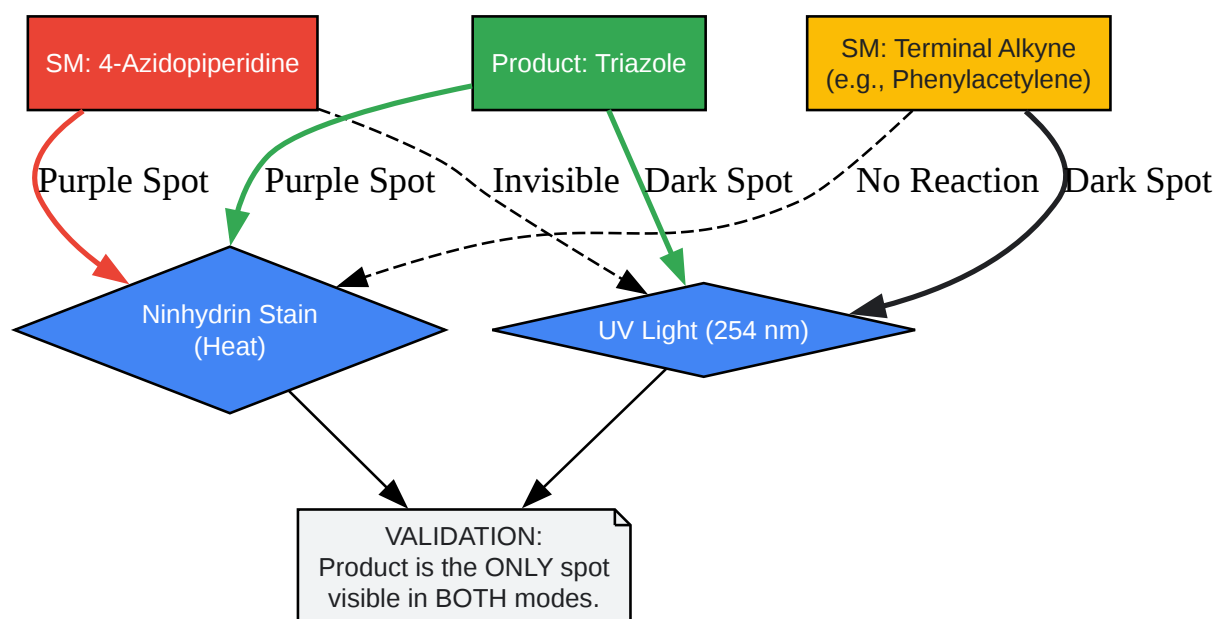 SM: 4-Azidopiperidine
Product: Triazole
SM: Terminal Alkyne
(e.g., Phenylacetylene)
Purple Spot
Purple Spot
Invisible
Dark Spot
No Reaction
Dark Spot
Ninhydrin Stain
(Heat)
UV Light (254 nm)
VALIDATION:
Product is the ONLY spot
visible in BOTH modes.